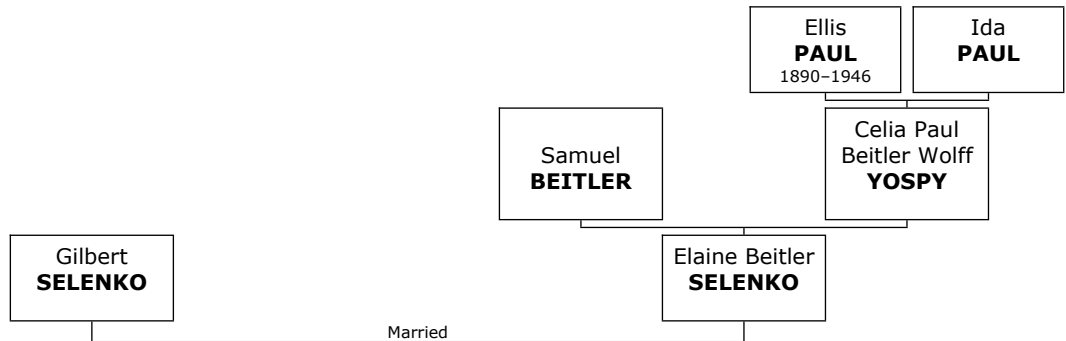 Ellis
PAUL
1890–1946
Ida
PAUL
Samuel
BEITLER
Celia Paul
Beitler Wolff
YOSPY
Gilbert
SELENKO
Elaine Beitler
SELENKO
Married